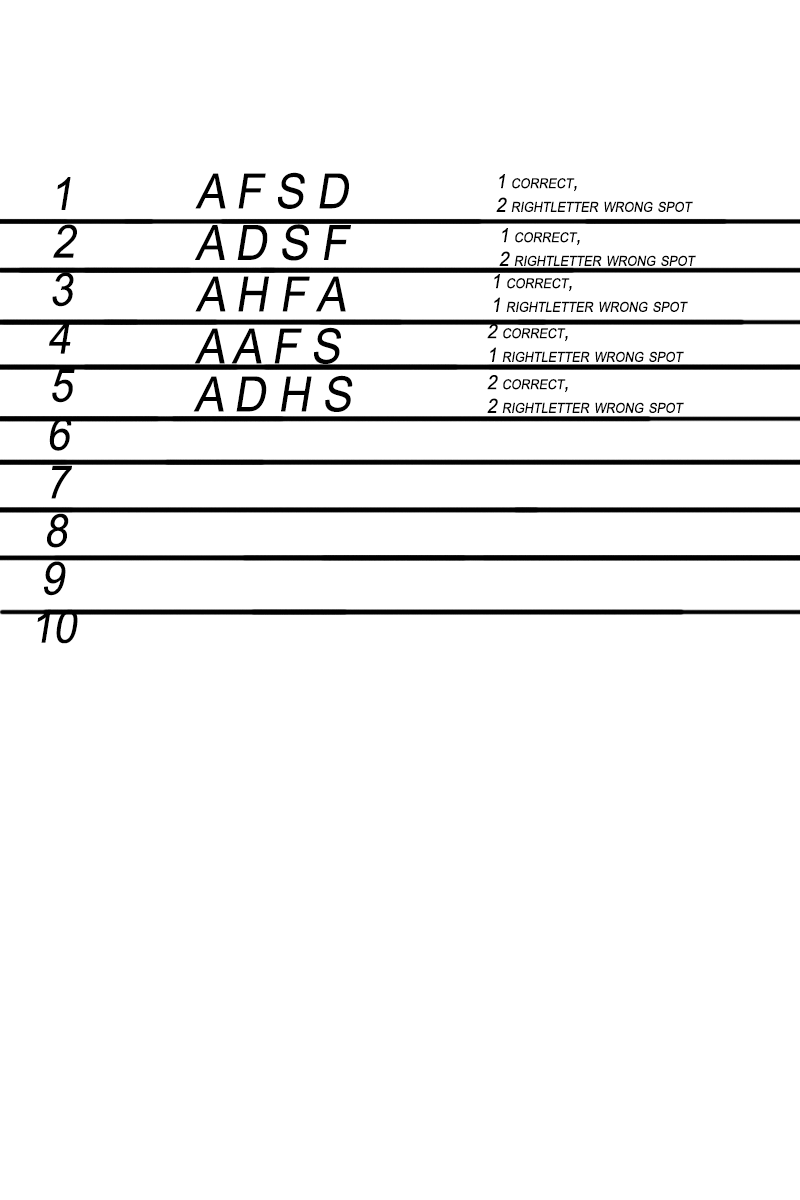 1 A F S D 1 CORRECT,
2 RIGHTLETTER WRONG SPOT
2 A D S F 1 CORRECT,
2 RIGHTLETTER WRONG SPOT
3 A H F A 1 CORRECT,
1 RIGHTLETTER WRONG SPOT
4 A A F S 2 CORRECT,
1 RIGHTLETTER WRONG SPOT
5 A D H S 2 CORRECT,
2 RIGHTLETTER WRONG SPOT
6
7
8
9
10